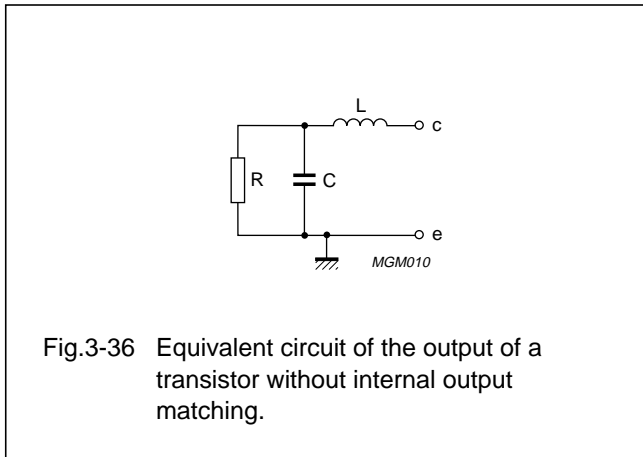 L
c
R
C
e
MGM010
Fig.3-36 Equivalent circuit of the output of a
transistor without internal output
matching.